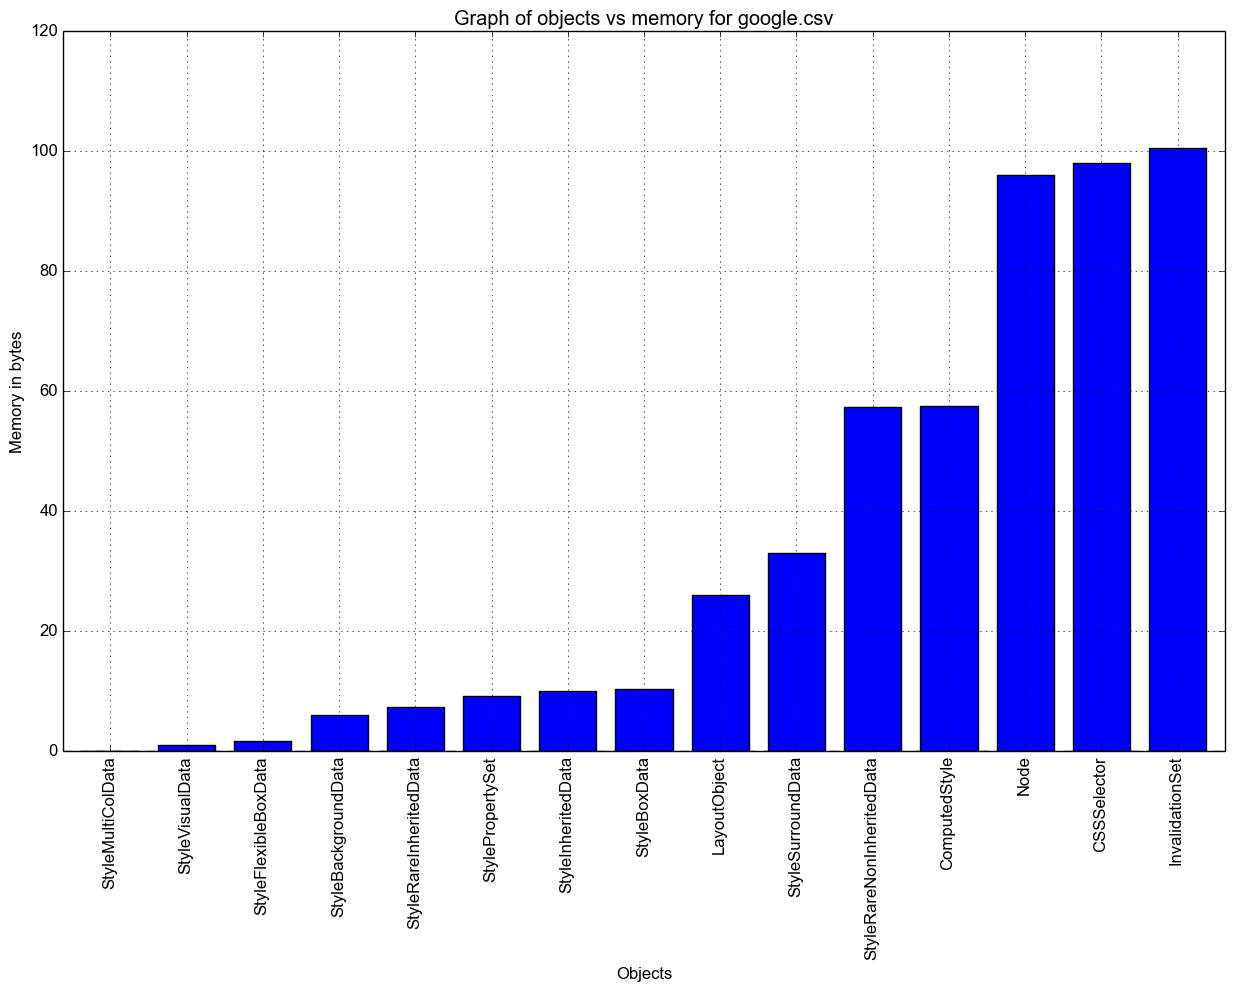 Graph of objects vs memory for google.csv
120
100
80
60
40
20
0
Memory in bytes
StyleMultiColData
StyleVisualData
StyleFlexibleBoxData
StyleBackgroundData
StyleRareInheritedData
StylePropertySet
StyleInheritedData
StyleBoxData
LayoutObject
StyleSurroundData
StyleRareNonInheritedData
ComputedStyle
Node
CSSSelector
InvalidationSet
Objects